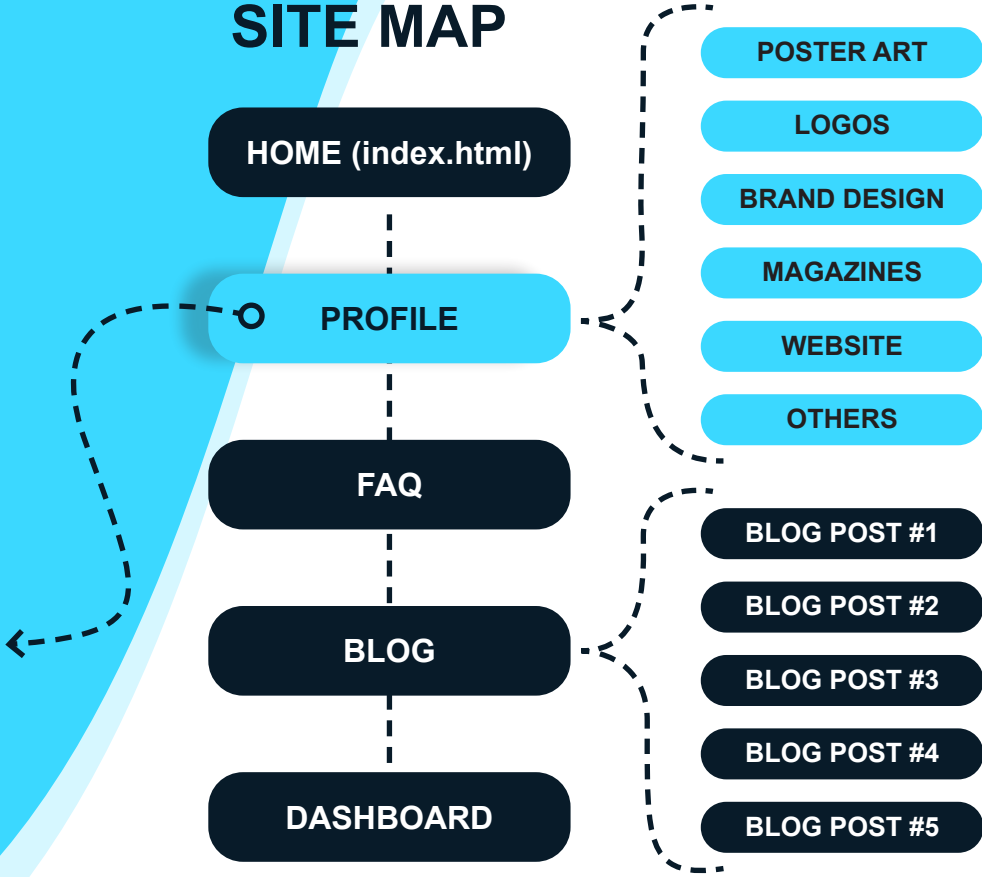 SITE MAP
HOME (index.html)
PROFILE
FAQ
BLOG
DASHBOARD
POSTER ART
LOGOS
BRAND DESIGN
MAGAZINES
WEBSITE
OTHERS
BLOG POST #1
BLOG POST #2
BLOG POST #3
BLOG POST #4
BLOG POST #5